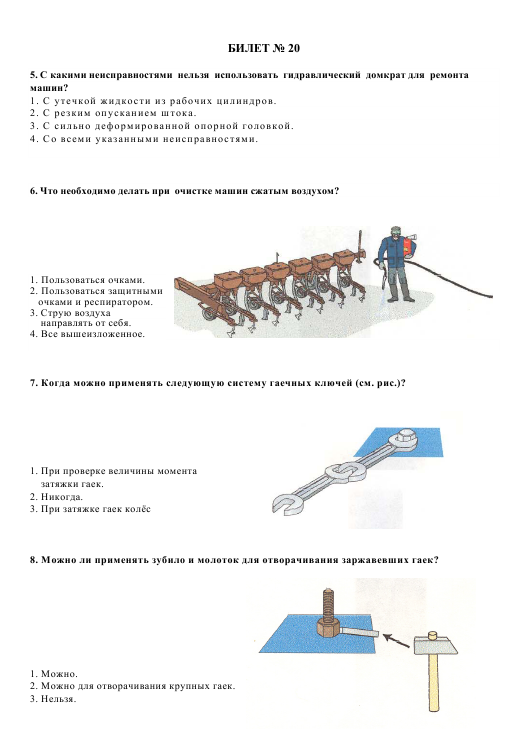 БИЛЕТ № 20
5. С какими неисправностями нельзя использовать гидравлический домкрат для ремонта
машин?
1. С утечкой жидкости из рабочих цилиндров.
2. С резким опусканием штока.
3. С сильно деформированной опорной головкой.
4. Со всеми указанными неисправностями.
6. Что необходимо делать при очистке машин сжатым воздухом?
1. Пользоваться очками.
2. Пользоваться защитными
очками и респиратором.
3. Струю воздуха
направлять от себя.
4. Все вышеизложенное.
7. Когда можно применять следующую систему гаечных ключей (см. рис.)?
1. При проверке величины момента
затяжки гаек.
2. Никогда.
3. При затяжке гаек колёс
8. Можно ли применять зубило и молоток для отворачивания заржавевших гаек?
1. Можно.
2. Можно для отворачивания крупных гаек.
3. Нельзя.